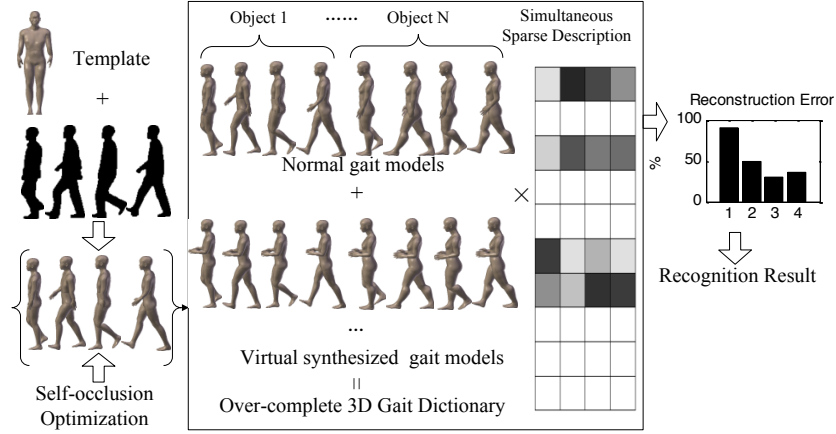 Template
+
Self-occlusion
Optimization
Object 1 ...... Object N
Normal gait models
+
...
Virtual synthesized gait models
=
Over-complete 3D Gait Dictionary
×
Simultaneous
Sparse Description
Reconstruction Error
%
100
50
0
1 2 3 4
Recognition Result